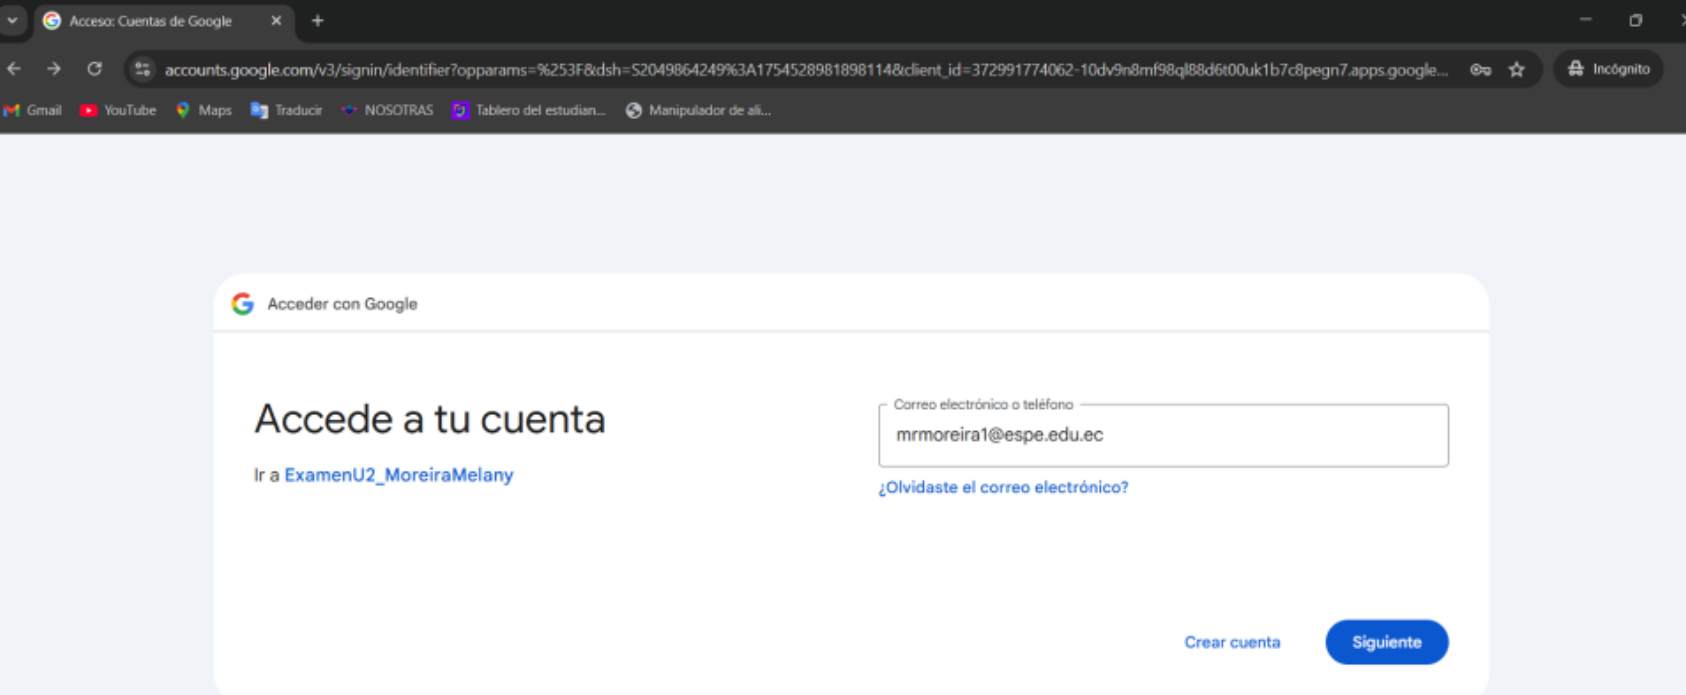 Acceso: Cuentas de Google
accounts.google.com/v3/signin/identifier?opparams=%253F&dsh=S2049864249%3A1754528981898114&client_id=372991774062-10dv9n8mf98ql88d6t00uk1b7c8pegn7.apps.google...
Incógnito
Gmail YouTube Maps Traducir NOSOTRAS Tablero del estudian... Manipulador de ali...
Acceder con Google
Accede a tu cuenta
Ir a ExamenU2_MoreiraMelany
Correo electrónico o teléfono
mrmoreira1@espe.edu.ec
¿Olvidaste el correo electrónico?
Crear cuenta
Siguiente